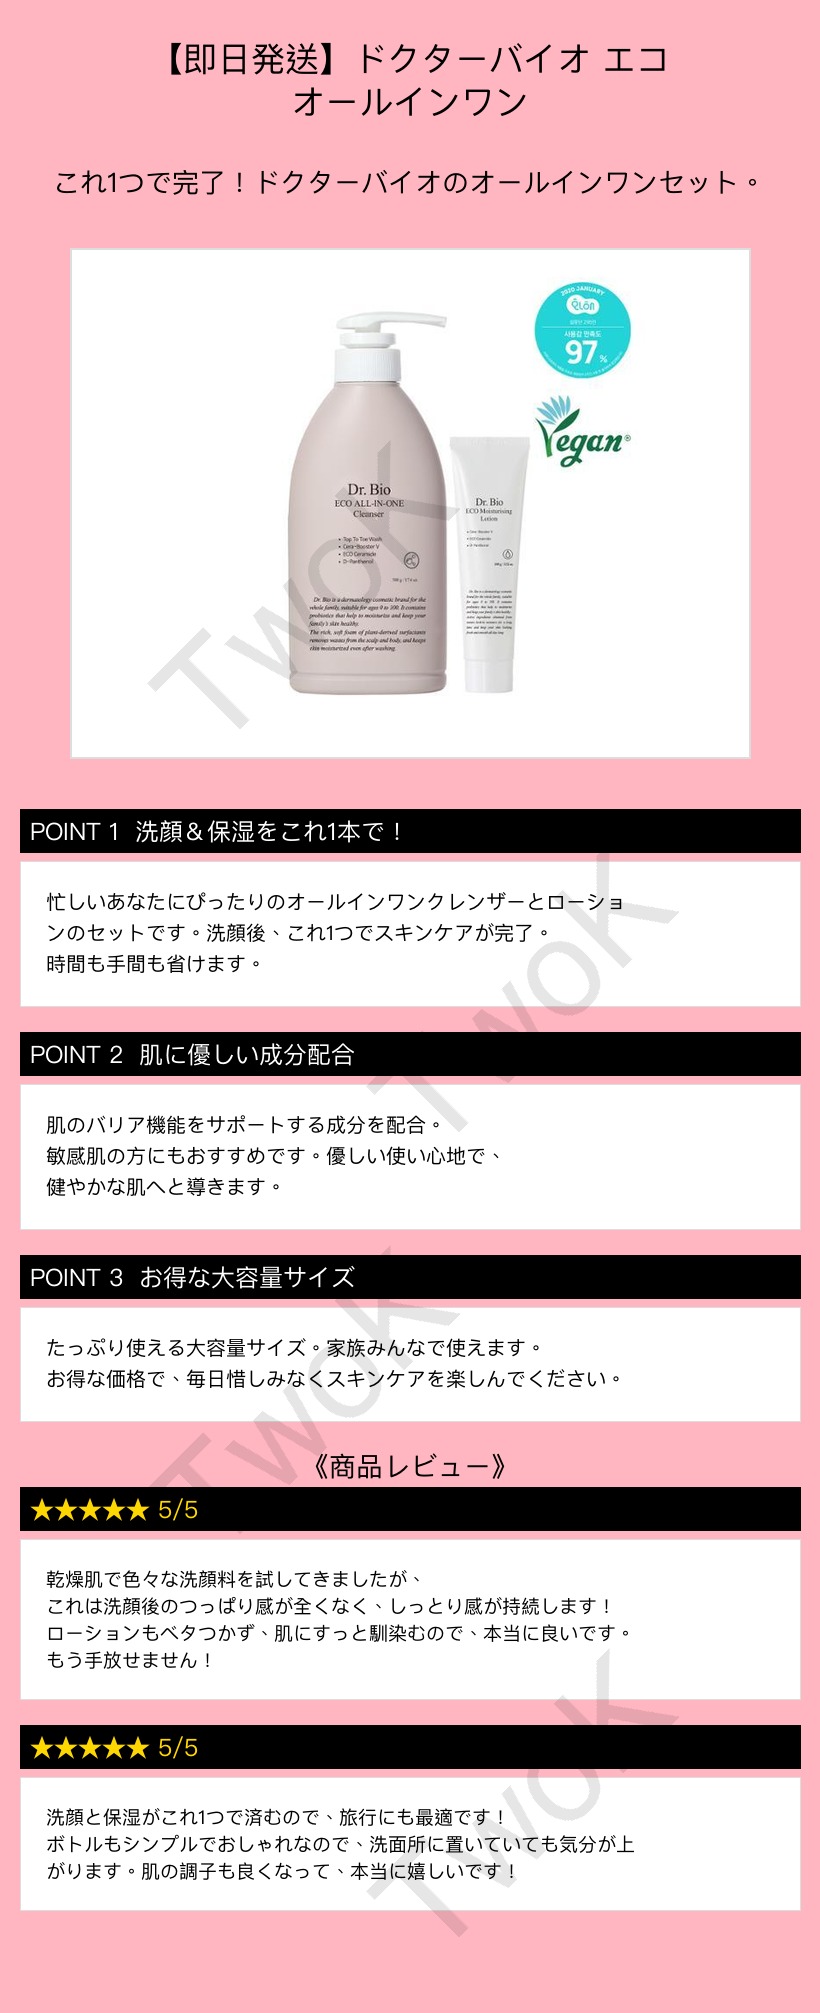 【即日発送】ドクターバイオ エコ
オールインワン
これ1つで完了！ドクターバイオのオールインワンセット。
2020 JANUARY
사용감 만족도
97 %
Vegan®
Dr. Bio
ECO ALL-IN-ONE
Cleanser
• Top To Toe Wash
• Cera-Booster V
• ECO Ceramide
• D-Panthenol
Dr. Bio is a dermatology cosmetic brand for the
whole family, suitable for ages 0 to 100. It contains
prebiotics that help to moisturize and keep your
family's skin healthy.
The rich, soft foam of plant-derived surfactants
removes wastes from the scalp and body, and keeps
skin moisturized even after washing.
Dr. Bio
ECO Moisturising
Lotion
• Cera-Booster V
• ECO Ceramide
• D-Panthenol
TwoK
POINT 1 洗顔＆保湿をこれ1本で！
忙しいあなたにぴったりのオールインワンクレンザーとローショ
ンのセットです。洗顔後、これ1つでスキンケアが完了。
時間も手間も省けます。
TwoK
POINT 2 肌に優しい成分配合
肌のバリア機能をサポートする成分を配合。
敏感肌の方にもおすすめです。優しい使い心地で、
健やかな肌へと導きます。
POINT 3 お得な大容量サイズ
たっぷり使える大容量サイズ。家族みんなで使えます。
お得な価格で、毎日惜しみなくスキンケアを楽しんでください。
TwoK
《商品レビュー》
★★★★★ 5/5
乾燥肌で色々な洗顔料を試してきましたが、
これは洗顔後のつっぱり感が全くなく、しっとり感が持続します！
ローションもベタつかず、肌にすっと馴染むので、本当に良いです。
もう手放せません！
★★★★★ 5/5
洗顔と保湿がこれ1つで済むので、旅行にも最適です！
ボトルもシンプルでおしゃれなので、洗面所に置いていても気分が上
がります。肌の調子も良くなって、本当に嬉しいです！
TwoK